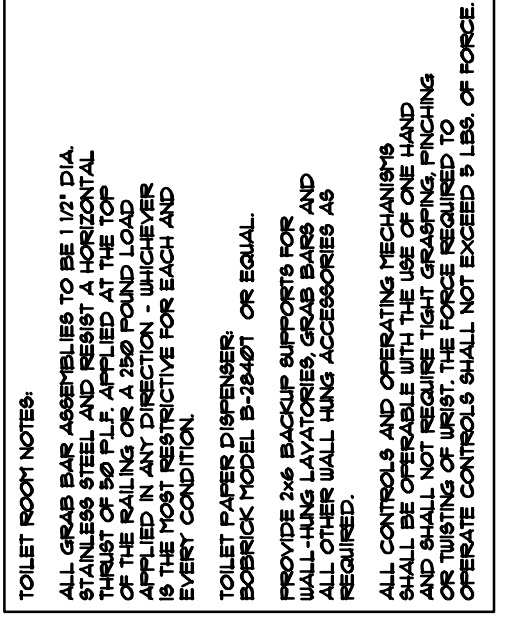 TOILET ROOM NOTES:
ALL GRAB BAR ASSEMBLIES TO BE 1 1/2' DIA.
STAINLESS STEEL AND RESIST A HORIZONTAL
THRUST OF 50 P.L.F. APPLIED AT THE TOP
OF THE RAILING OR A 250 POUND LOAD
APPLIED IN ANY DIRECTION - WHICHEVER
IS THE MOST RESTRICTIVE FOR EACH AND
EVERY CONDITION.
TOILET PAPER DISPENSER:
BOBRICK MODEL B-28407 OR EQUAL.
PROVIDE 2x6 BACKUP SUPPORTS FOR
WALL-HUNG LAVATORIES, GRAB BARS AND
ALL OTHER WALL HUNG ACCESSORIES AS
REQUIRED.
ALL CONTROLS AND OPERATING MECHANISMS
SHALL BE OPERABLE WITH THE USE OF ONE HAND
AND SHALL NOT REQUIRE TIGHT GRASPING, PINCHING
OR TWISTING OF WRIST. THE FORCE REQUIRED TO
OPERATE CONTROLS SHALL NOT EXCEED 5 LBS. OF FORCE.